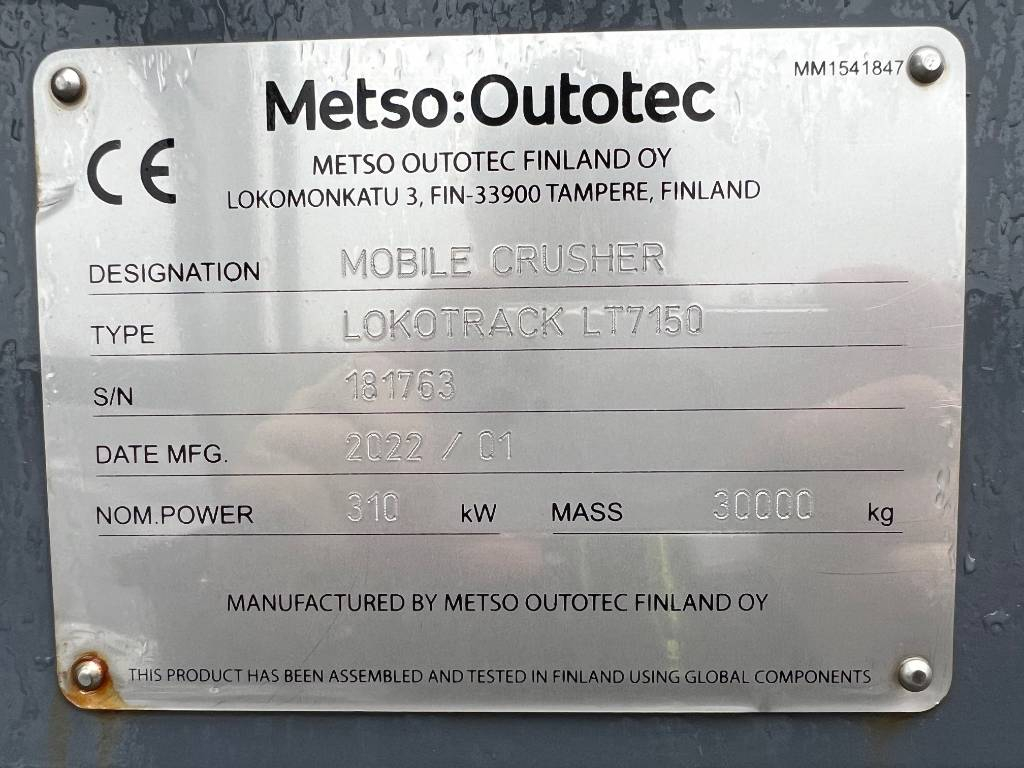 MM1541847
Metso:Outotec
CE
METSO OUTOTEC FINLAND OY
LOKOMONKATU 3, FIN-33900 TAMPERE, FINLAND
DESIGNATION MOBILE CRUSHER
TYPE LOKOTRACK LT7150
S/N 181763
DATE MFG. 2022 / 01
NOM.POWER 310 kW MASS 30000 kg
MANUFACTURED BY METSO OUTOTEC FINLAND OY
THIS PRODUCT HAS BEEN ASSEMBLED AND TESTED IN FINLAND USING GLOBAL COMPONENTS